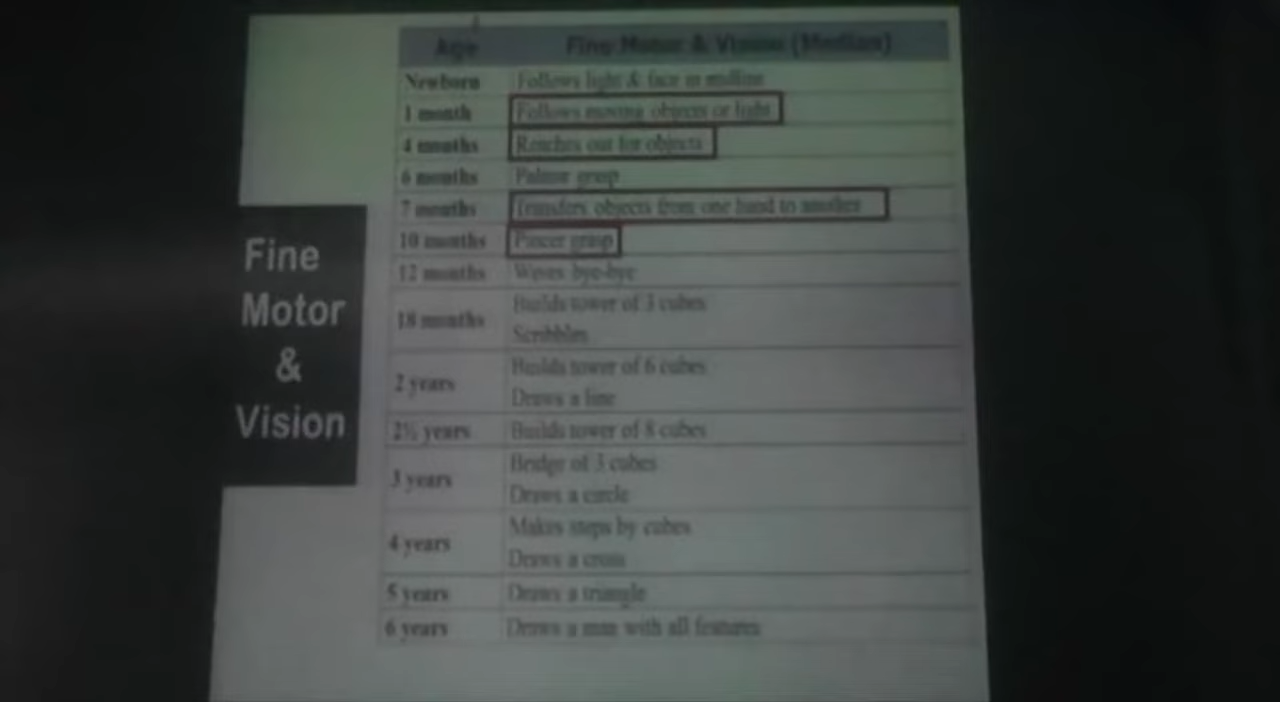 Age Fine Motor & Vision (Median)
Newborn Follows light & face in midline
1 month Follows moving objects or light
4 months Reaches out for objects
6 months Palmar grasp
7 months Transfers objects from one hand to another
10 months Pincer grasp
12 months Waves bye-bye
18 months Builds tower of 3 cubes
Scribbles
2 years Builds tower of 6 cubes
Draws a line
2½ years Builds tower of 8 cubes
3 years Bridge of 3 cubes
Draws a circle
4 years Makes steps by cubes
Draws a cross
5 years Draws a triangle
6 years Draws a man with all features
Fine
Motor
&
Vision